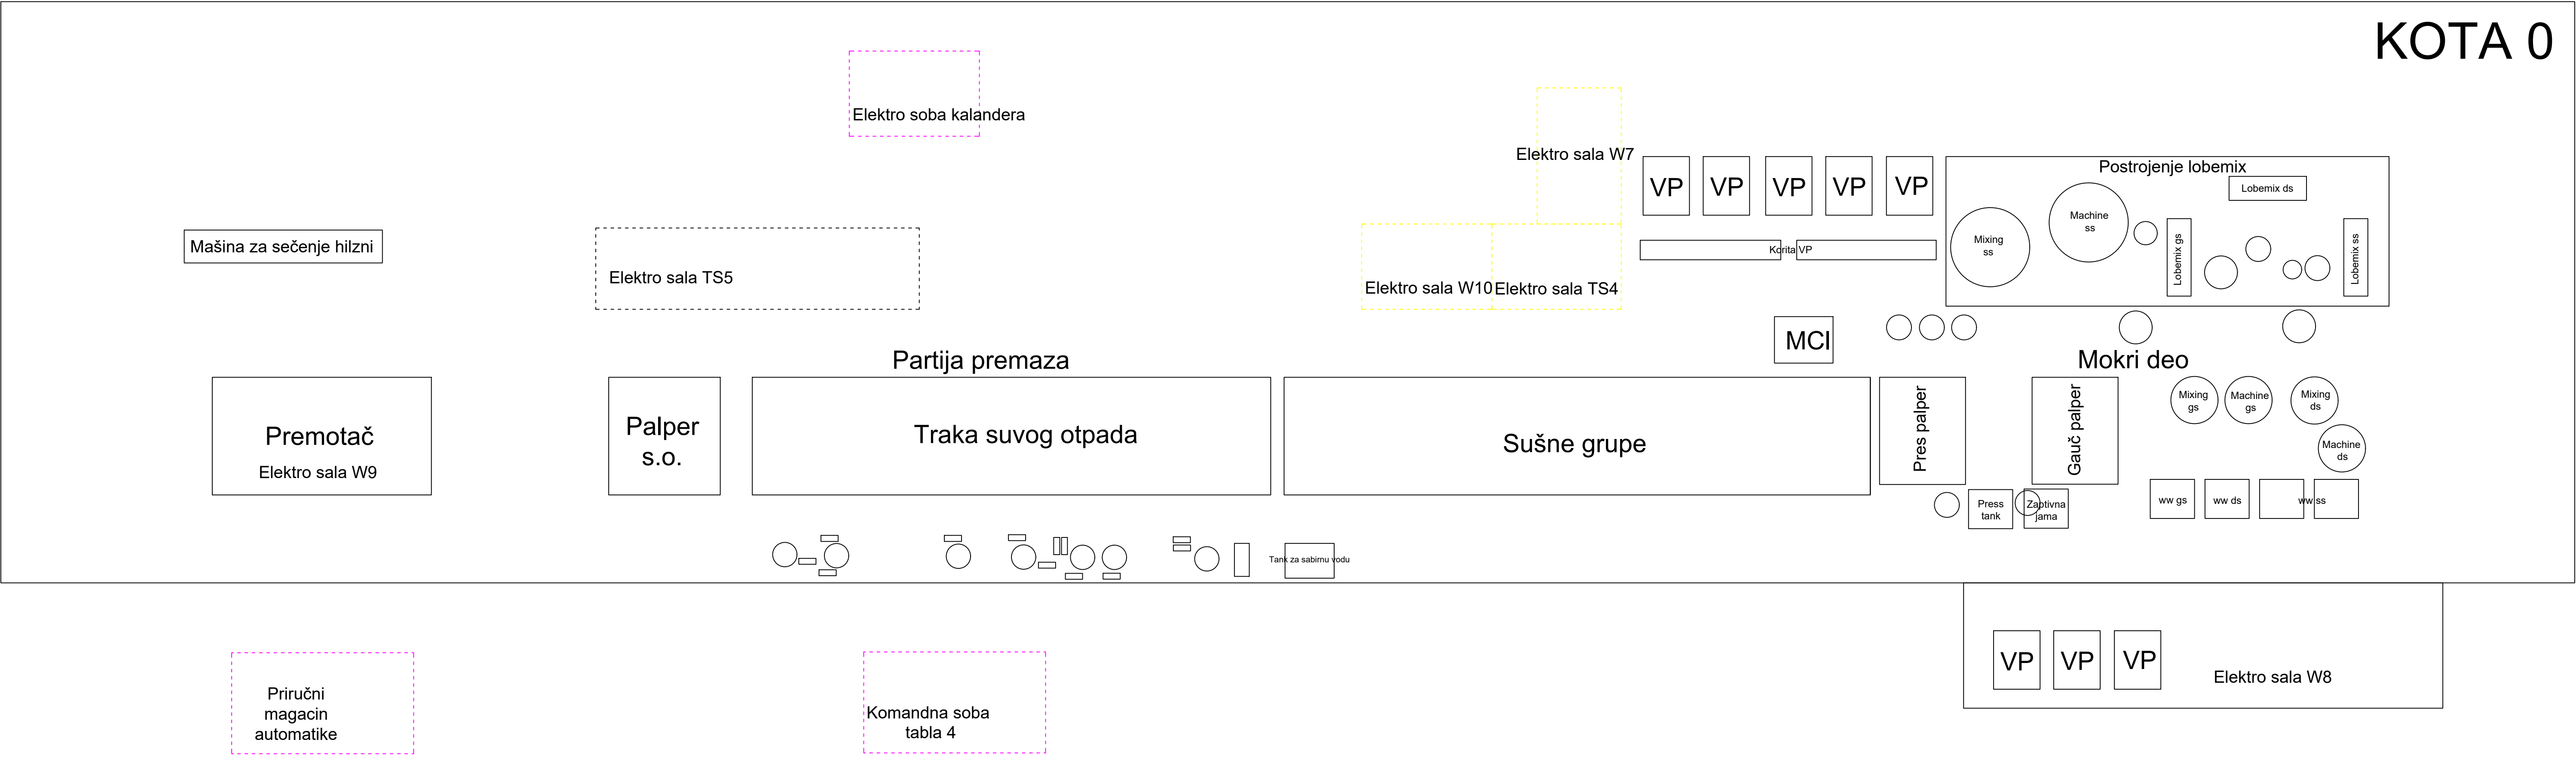 KOTA 0
Elektro soba kalandera
Elektro sala W7
VP
VP
VP
VP
VP
Postrojenje lobemix
Lobemix ds
Machine
ss
Mixing
ss
Lobemix gs
Lobemix ss
Mašina za sečenje hilzni
Korita VP
Elektro sala TS5
Elektro sala W10
Elektro sala TS4
MCI
Partija premaza
Mokri deo
Premotač
Elektro sala W9
Palper
s.o.
Traka suvog otpada
Sušne grupe
Pres palper
Gauč palper
Mixing
gs
Machine
gs
Mixing
ds
Machine
ds
Press
tank
Zaptivna
jama
ww gs
ww ds
ww ss
Tank za sabirnu vodu
VP
VP
VP
Elektro sala W8
Priručni
magacin
automatike
Komandna soba
tabla 4